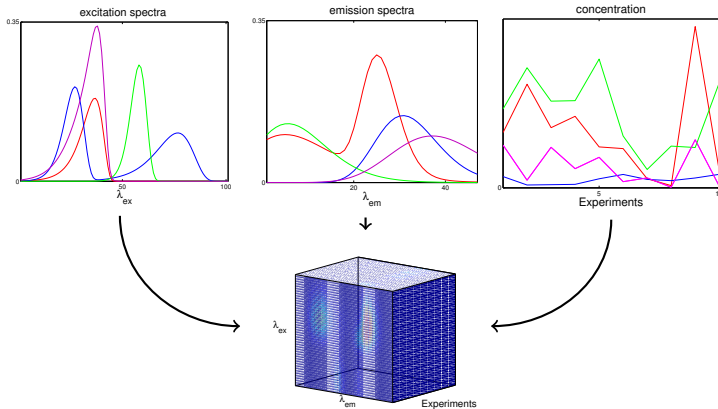 excitation spectra
emission spectra
concentration
0.35
0
50
100
λex
0.35
0
20
40
λem
0
5
1
Experiments
λex
λem
Experiments